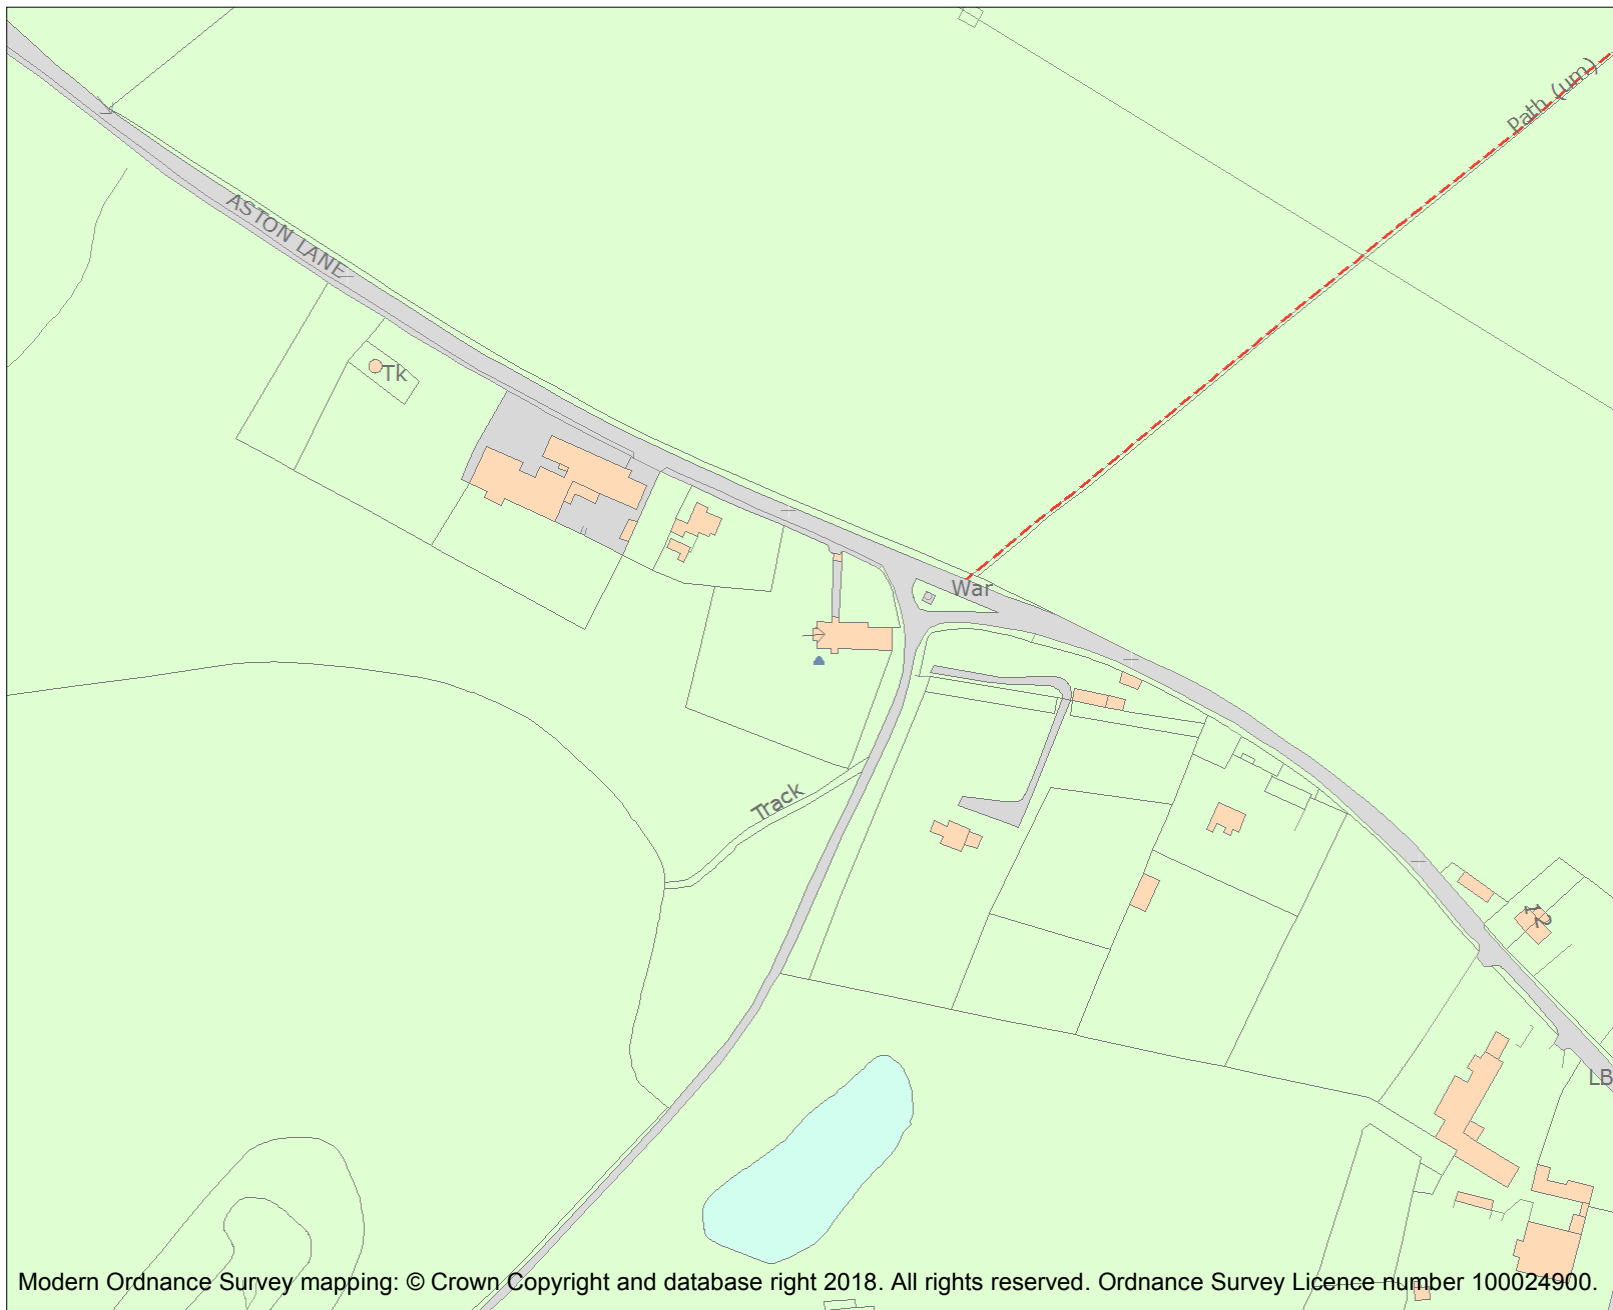 Path (um)
ASTON LANE
Tk
War
Track
12
LB
Modern Ordnance Survey mapping: © Crown Copyright and database right 2018. All rights reserved. Ordnance Survey Licence number 100024900.